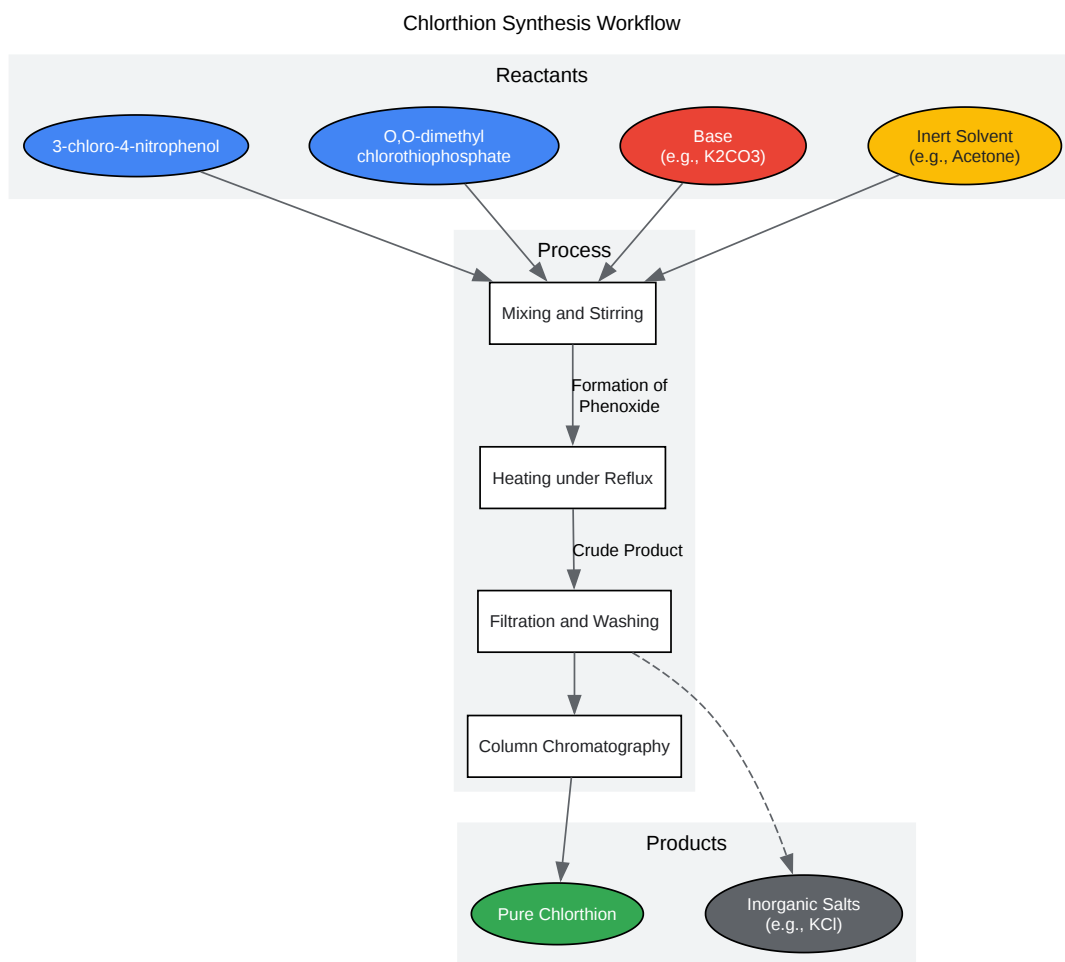 Chlorthion Synthesis Workflow
Reactants
3-chloro-4-nitrophenol
O,O-dimethyl
chlorothiophosphate
Base
(e.g., K2CO3)
Inert Solvent
(e.g., Acetone)
Process
Mixing and Stirring
Formation of
Phenoxide
Heating under Reflux
Crude Product
Filtration and Washing
Column Chromatography
Products
Pure Chlorthion
Inorganic Salts
(e.g., KCl)